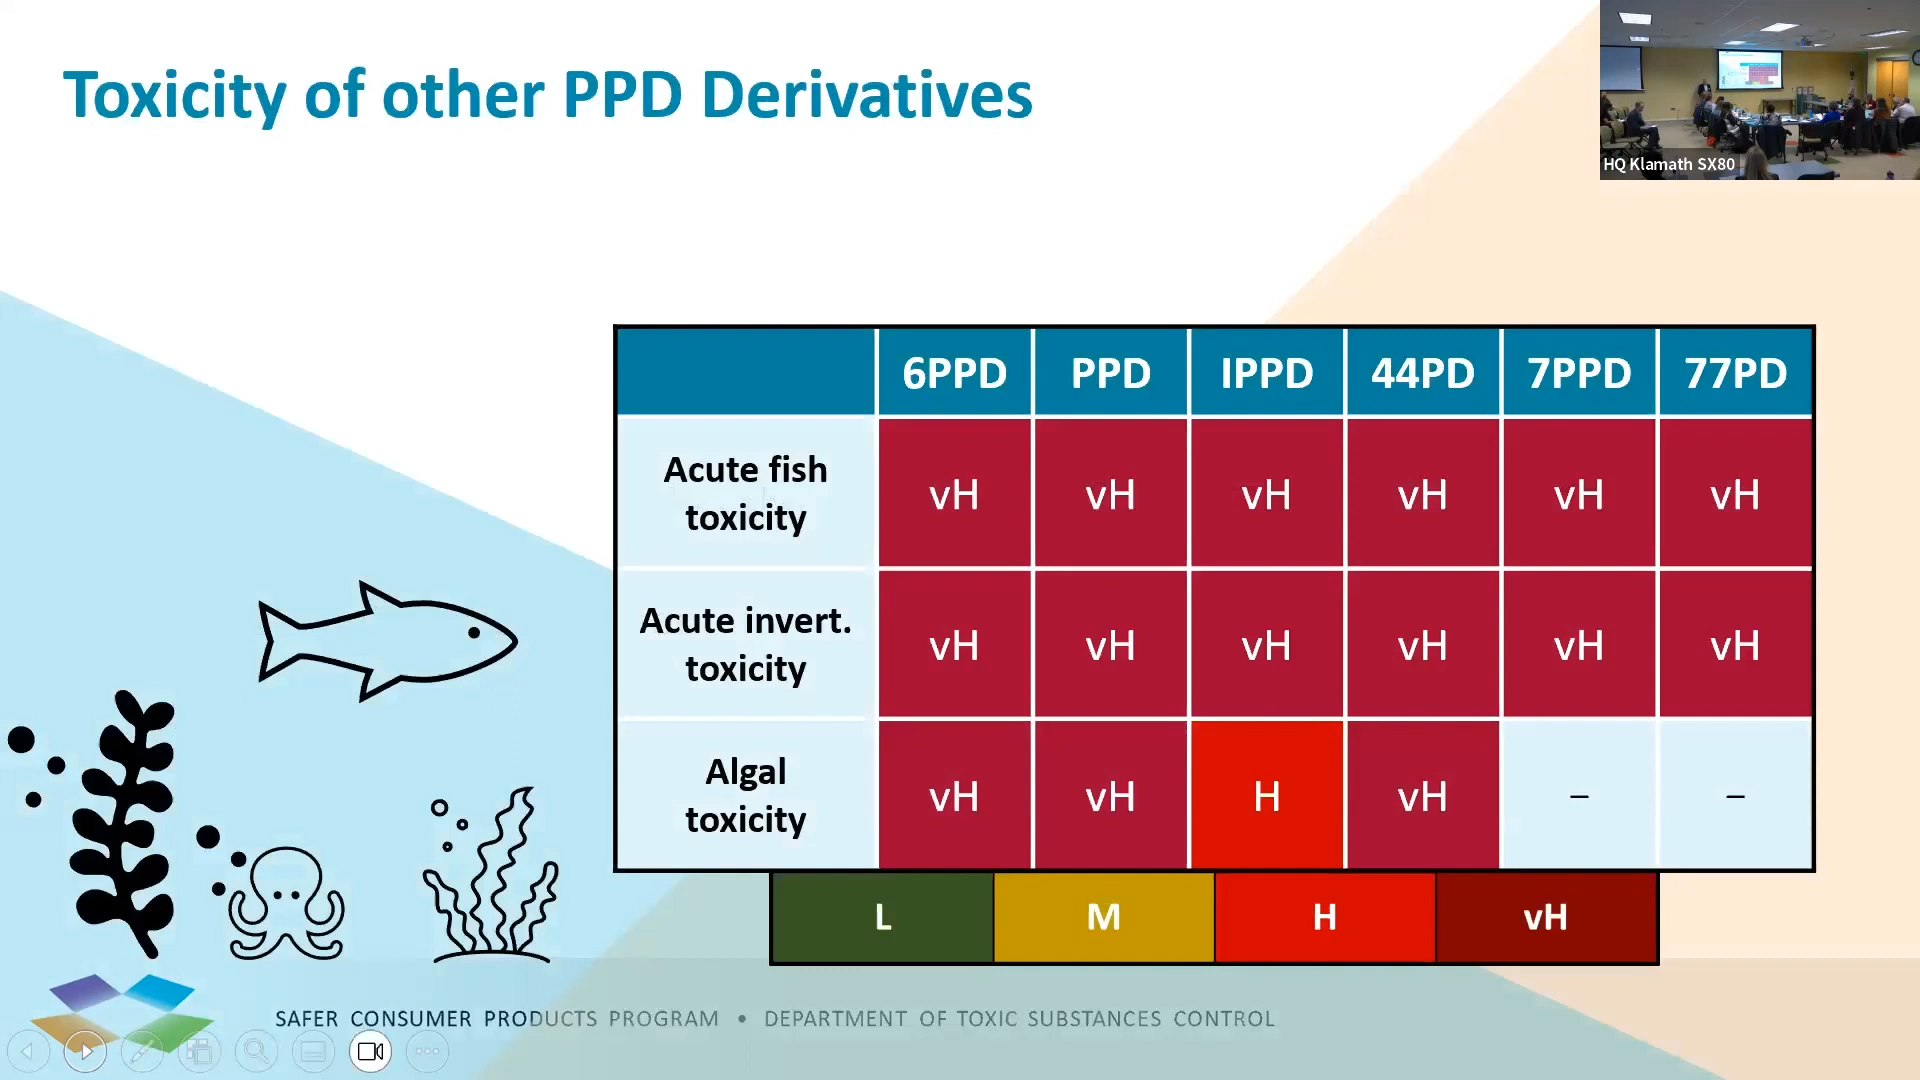 Toxicity of other PPD Derivatives
HQ Klamath SX80
6PPD PPD IPPD 44PD 7PPD 77PD
Acute fish
toxicity
vH vH vH vH vH vH
Acute invert.
toxicity
vH vH vH vH vH vH
Algal
toxicity
vH vH H vH – –
L M H vH
SAFER CONSUMER PRODUCTS PROGRAM • DEPARTMENT OF TOXIC SUBSTANCES CONTROL